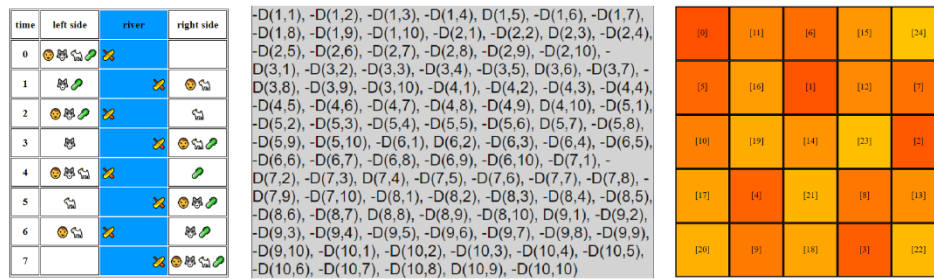 time left side river right side
0
1
2
3
4
5
6
7
-D(1,1), -D(1,2), -D(1,3), -D(1,4), D(1,5), -D(1,6), -D(1,7),
-D(1,8), -D(1,9), -D(1,10), -D(2,1), -D(2,2), D(2,3), -D(2,4),
-D(2,5), -D(2,6), -D(2,7), -D(2,8), -D(2,9), -D(2,10), -
D(3,1), -D(3,2), -D(3,3), -D(3,4), -D(3,5), D(3,6), -D(3,7), -
D(3,8), -D(3,9), -D(3,10), -D(4,1), -D(4,2), -D(4,3), -D(4,4),
-D(4,5), -D(4,6), -D(4,7), -D(4,8), -D(4,9), D(4,10), -D(5,1),
-D(5,2), -D(5,3), -D(5,4), -D(5,5), -D(5,6), D(5,7), -D(5,8),
-D(5,9), -D(5,10), -D(6,1), D(6,2), -D(6,3), -D(6,4), -D(6,5),
-D(6,6), -D(6,7), -D(6,8), -D(6,9), -D(6,10), -D(7,1), -
D(7,2), -D(7,3), D(7,4), -D(7,5), -D(7,6), -D(7,7), -D(7,8), -
D(7,9), -D(7,10), -D(8,1), -D(8,2), -D(8,3), -D(8,4), -D(8,5),
-D(8,6), -D(8,7), D(8,8), -D(8,9), -D(8,10), D(9,1), -D(9,2),
-D(9,3), -D(9,4), -D(9,5), -D(9,6), -D(9,7), -D(9,8), -D(9,9),
-D(9,10), -D(10,1), -D(10,2), -D(10,3), -D(10,4), -D(10,5),
-D(10,6), -D(10,7), -D(10,8), D(10,9), -D(10,10)
[0] [11] [6] [15] [24]
[5] [16] [1] [12] [7]
[10] [19] [14] [23] [2]
[17] [4] [21] [8] [13]
[20] [9] [18] [3] [22]